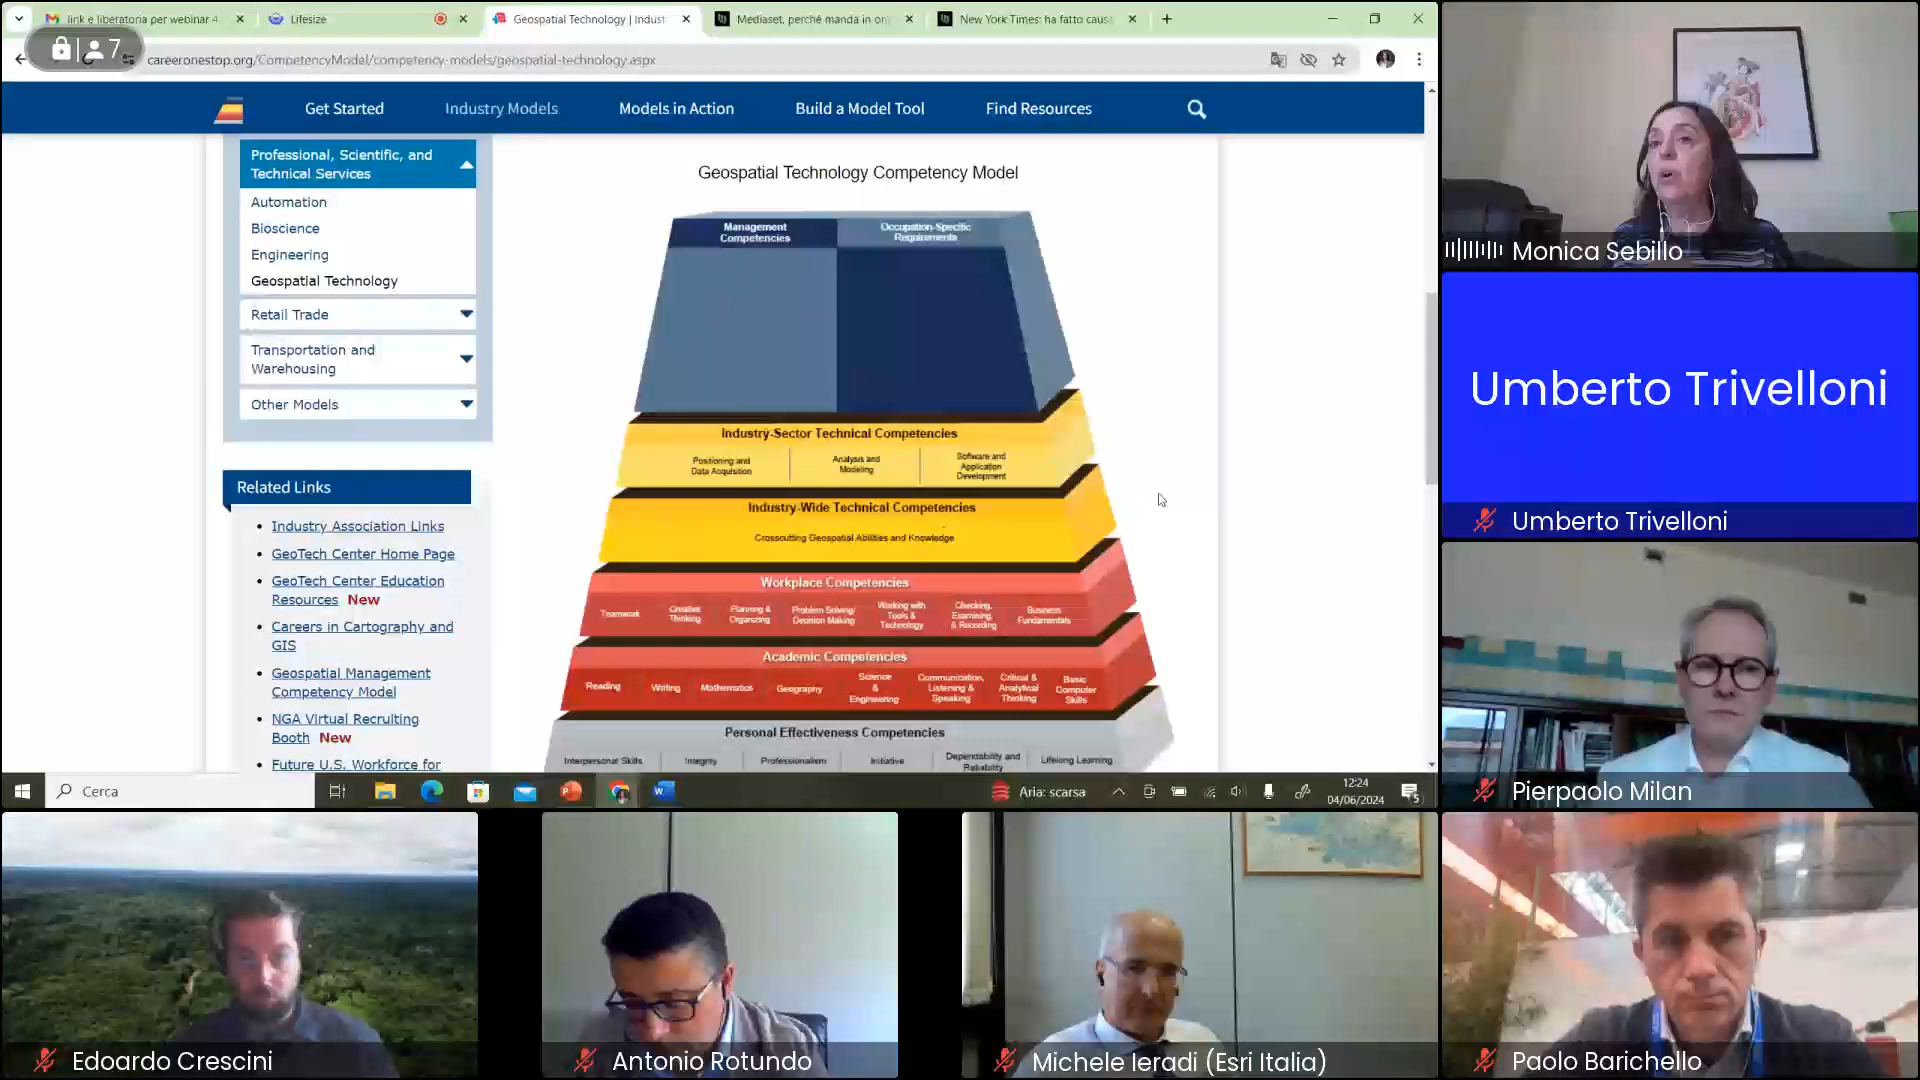 link e liberatoria per webinar 4
Lifesize
Geospatial Technology | Indust
Mediaset, perché manda in on
New York Times: ha fatto causa
7
careeronestop.org/CompetencyModel/competency-models/geospatial-technology.aspx
Get Started
Industry Models
Models in Action
Build a Model Tool
Find Resources
Professional, Scientific, and
Technical Services
Automation
Bioscience
Engineering
Geospatial Technology
Retail Trade
Transportation and
Warehousing
Other Models
Related Links
Industry Association Links
GeoTech Center Home Page
GeoTech Center Education
Resources New
Careers in Cartography and
GIS
Geospatial Management
Competency Model
NGA Virtual Recruiting
Booth New
Future U.S. Workforce for
Geospatial Technology Competency Model
Management
Competencies
Occupation-Specific
Requirements
Industry-Sector Technical Competencies
Positioning and
Data Acquisition
Analysis and
Modeling
Software and
Application
Development
Industry-Wide Technical Competencies
Crosscutting Geospatial Abilities and Knowledge
Workplace Competencies
Teamwork
Creative
Thinking
Planning &
Organizing
Problem Solving/
Decision Making
Working with
Tools &
Technology
Checking,
Examining,
& Recording
Business
Fundamentals
Academic Competencies
Reading
Writing
Mathematics
Geography
Science
&
Engineering
Communication,
Listening &
Speaking
Critical &
Analytical
Thinking
Basic
Computer
Skills
Personal Effectiveness Competencies
Interpersonal Skills
Integrity
Professionalism
Initiative
Dependability and
Reliability
Lifelong Learning
Cerca
Aria: scarsa
12:24
04/06/2024
5
Monica Sebillo
Umberto Trivelloni
Umberto Trivelloni
Pierpaolo Milan
Edoardo Crescini
Antonio Rotundo
Michele Ieradi (Esri Italia)
Paolo Barichello